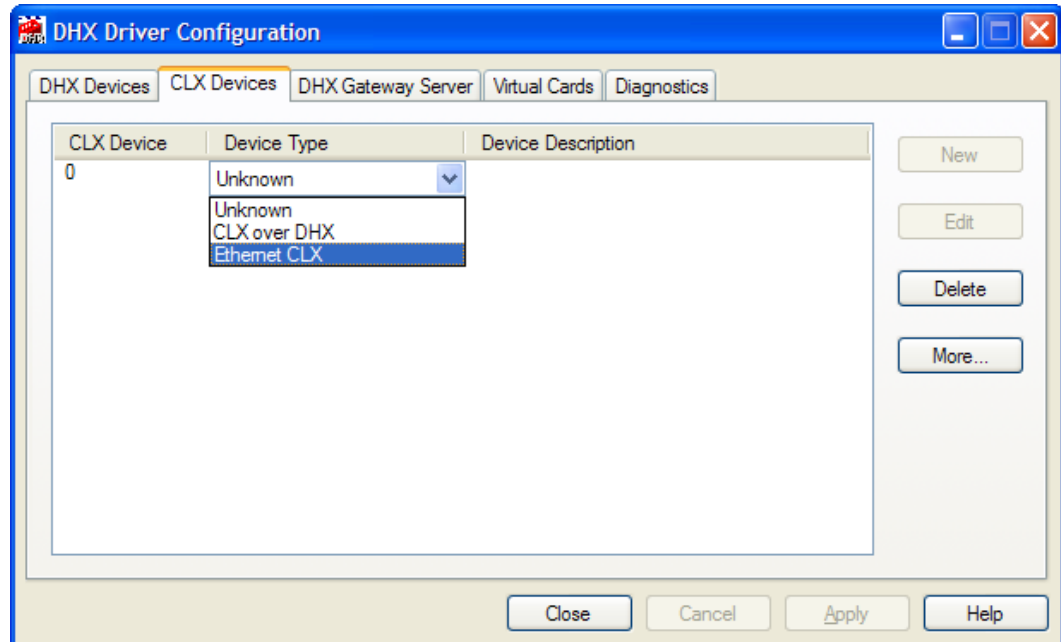 DHX Driver Configuration
DHX Devices CLX Devices DHX Gateway Server Virtual Cards Diagnostics
CLX Device Device Type Device Description
0 Unknown
Unknown
CLX over DHX
Ethernet CLX
New
Edit
Delete
More...
Close Cancel Apply Help